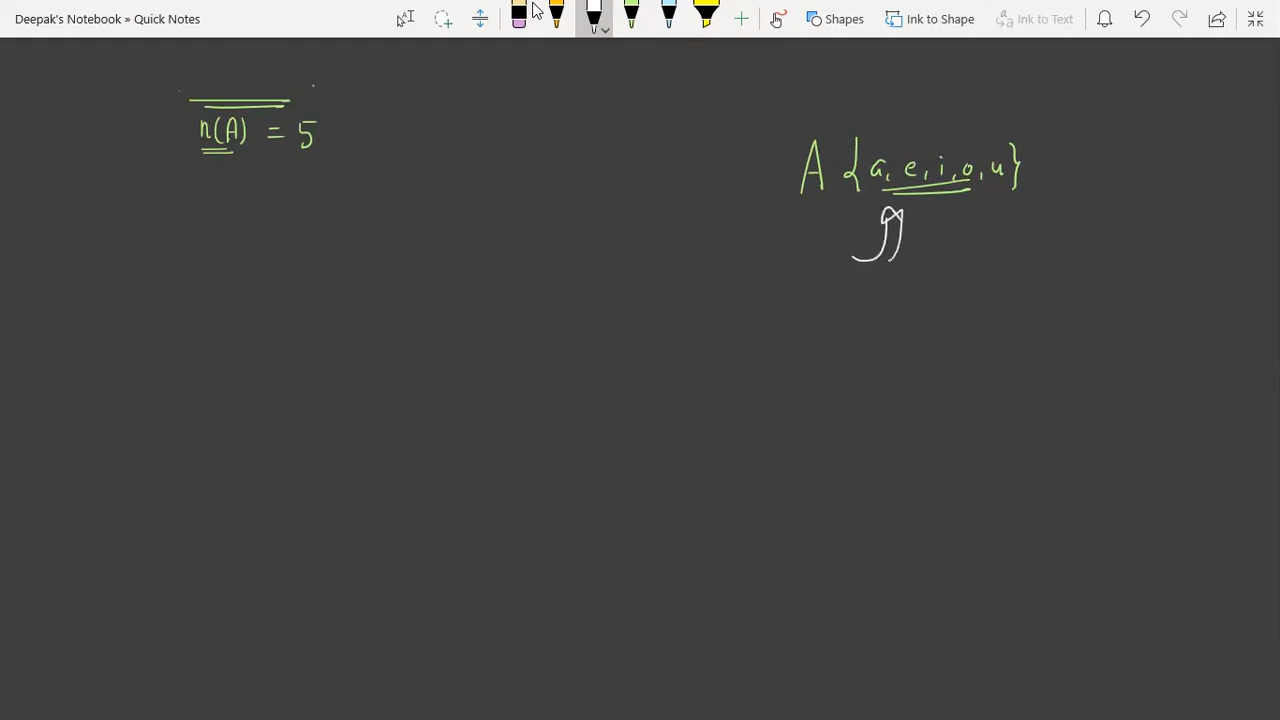 Deepak's Notebook » Quick Notes
Shapes
Ink to Shape
Ink to Text
n(A) = 5
A {a, e, i, o, u}